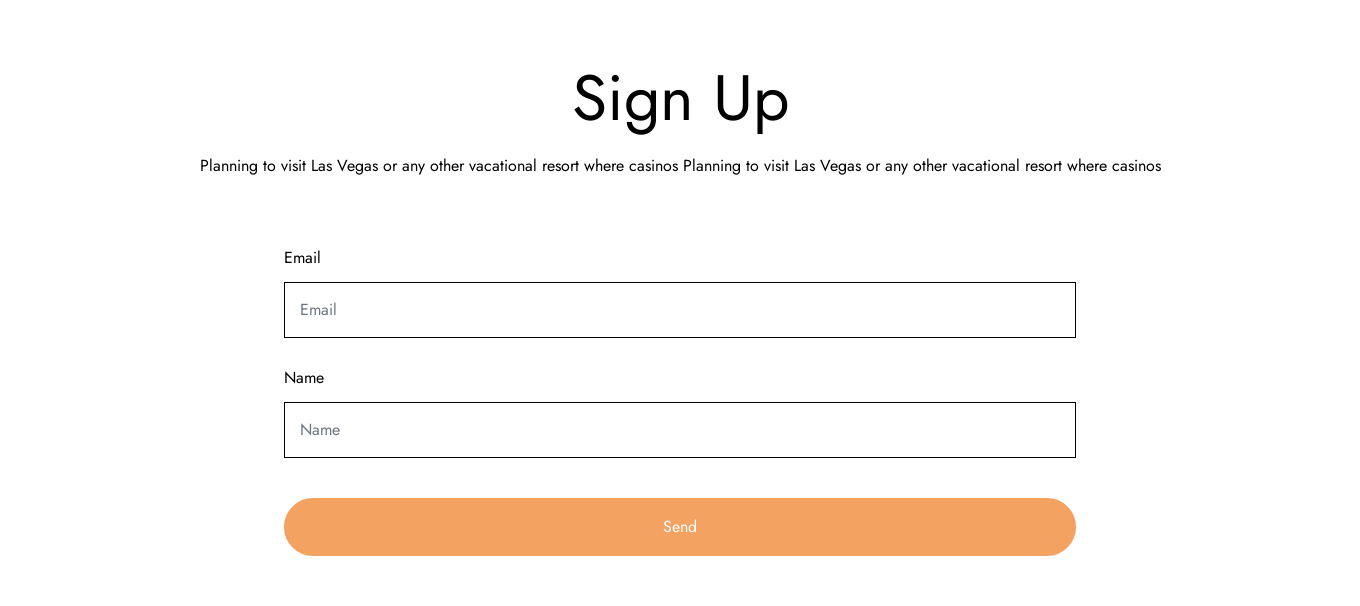 Sign Up
Planning to visit Las Vegas or any other vacational resort where casinos Planning to visit Las Vegas or any other vacational resort where casinos
Email
Email
Name
Name
Send